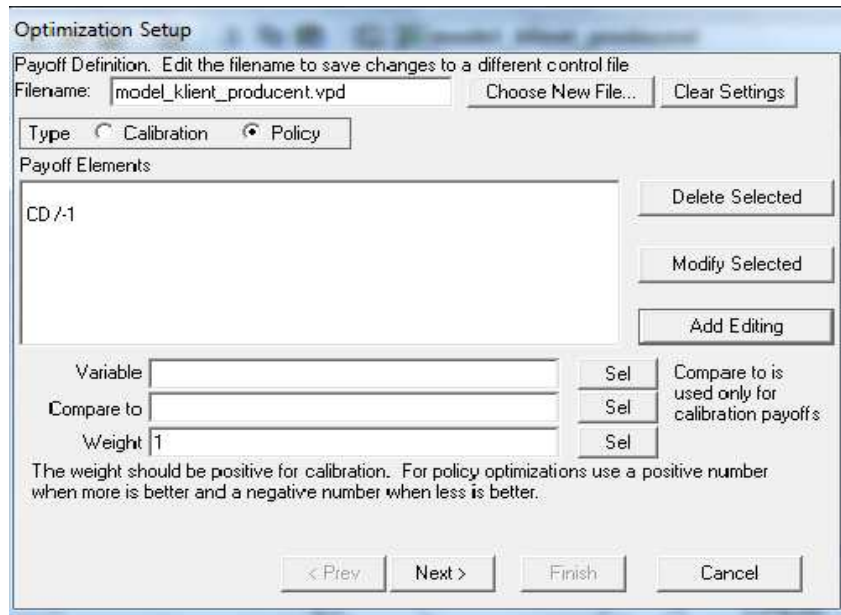 Optimization Setup
Payoff Definition. Edit the filename to save changes to a different control file
Filename: model_klient_producent.vpd Choose New File... Clear Settings
Type Calibration Policy
Payoff Elements
CD/-1
Delete Selected
Modify Selected
Add Editing
Variable Sel
Compare to Sel
Weight 1 Sel
Compare to is
used only for
calibration payoffs
The weight should be positive for calibration. For policy optimizations use a positive number
when more is better and a negative number when less is better.
< Prev Next > Finish Cancel